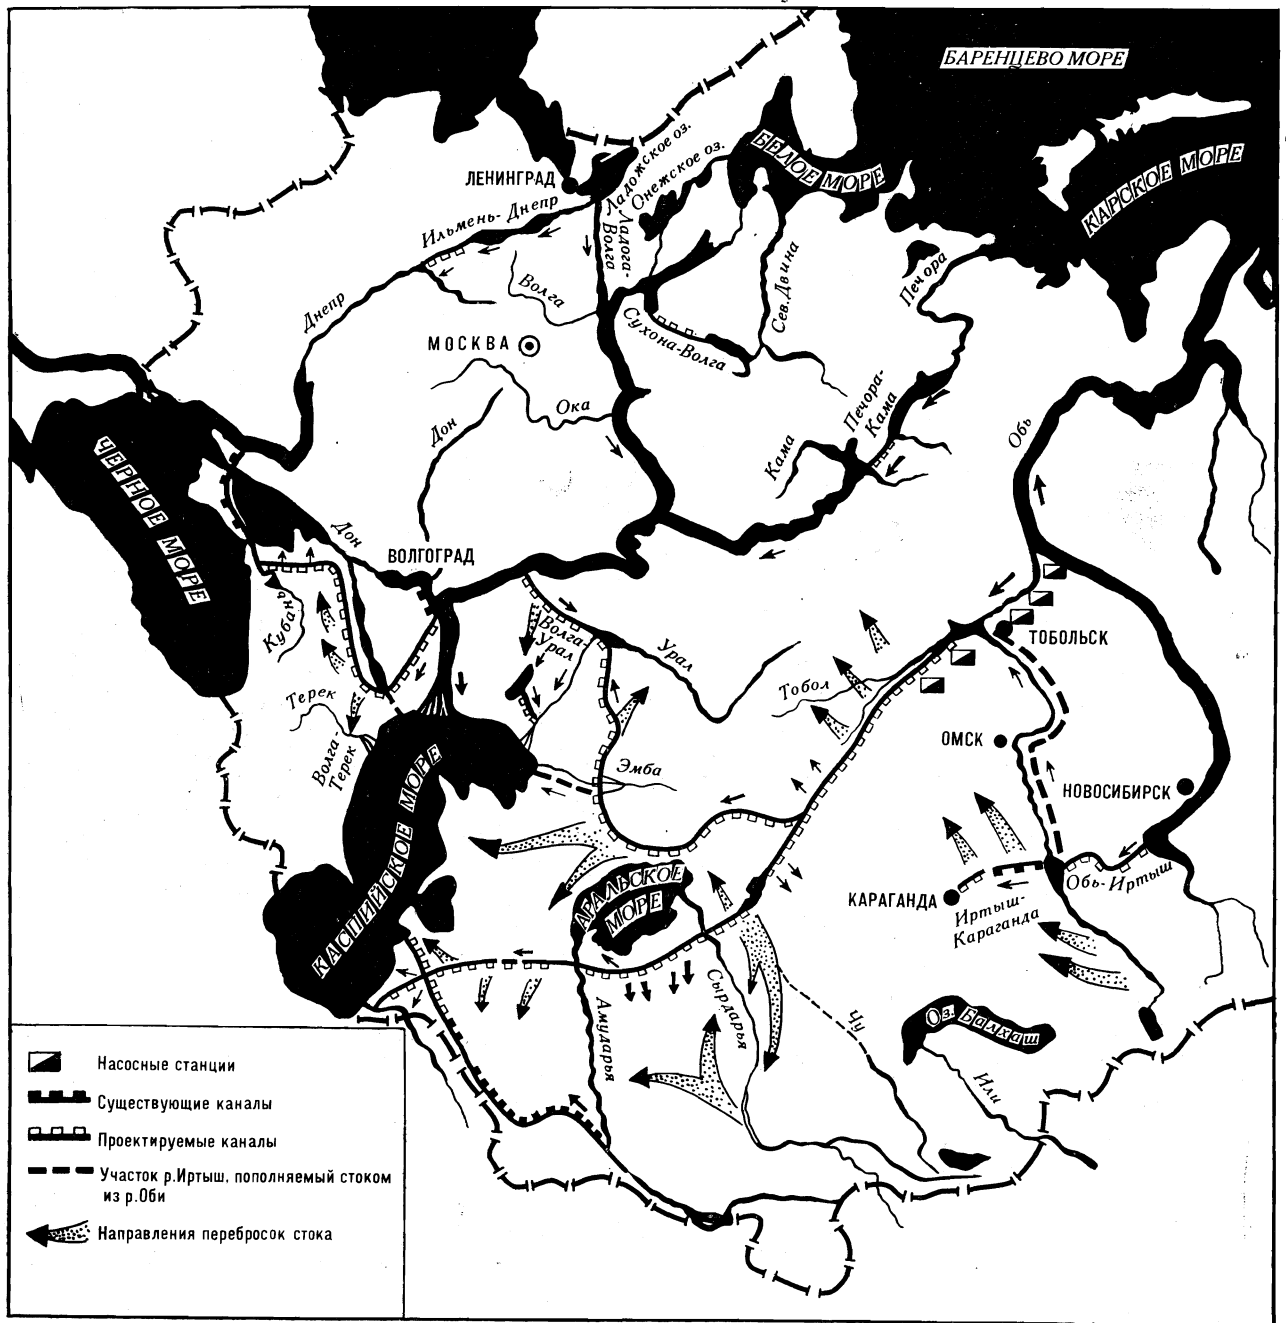 БАРЕНЦЕВО МОРЕ
БЕЛОЕ МОРЕ
КАРСКОЕ МОРЕ
ЛЕНИНГРАД
Ладожское оз.
Онежское оз.
Ильмень-Днепр
Ладога-
Волга
Волга
Днепр
МОСКВА
Сухона-Волга
Сев. Двина
Печора
Печора-
Кама
Кама
Ока
Дон
Обь
ЧЕРНОЕ МОРЕ
Дон
ВОЛГОГРАД
Кубань
Волга-
Урал
Урал
Тобол
ТОБОЛЬСК
Терек
Волга-
Терек
ОМСК
НОВОСИБИРСК
Эмба
КАСПИЙСКОЕ МОРЕ
АРАЛЬСКОЕ
МОРЕ
КАРАГАНДА
Иртыш-
Караганда
Обь-Иртыш
Сырдарья
Амударья
Чу
Оз. Балхаш
Или
Насосные станции
Существующие каналы
Проектируемые каналы
Участок р.Иртыш, пополняемый стоком
из р.Оби
Направления перебросок стока